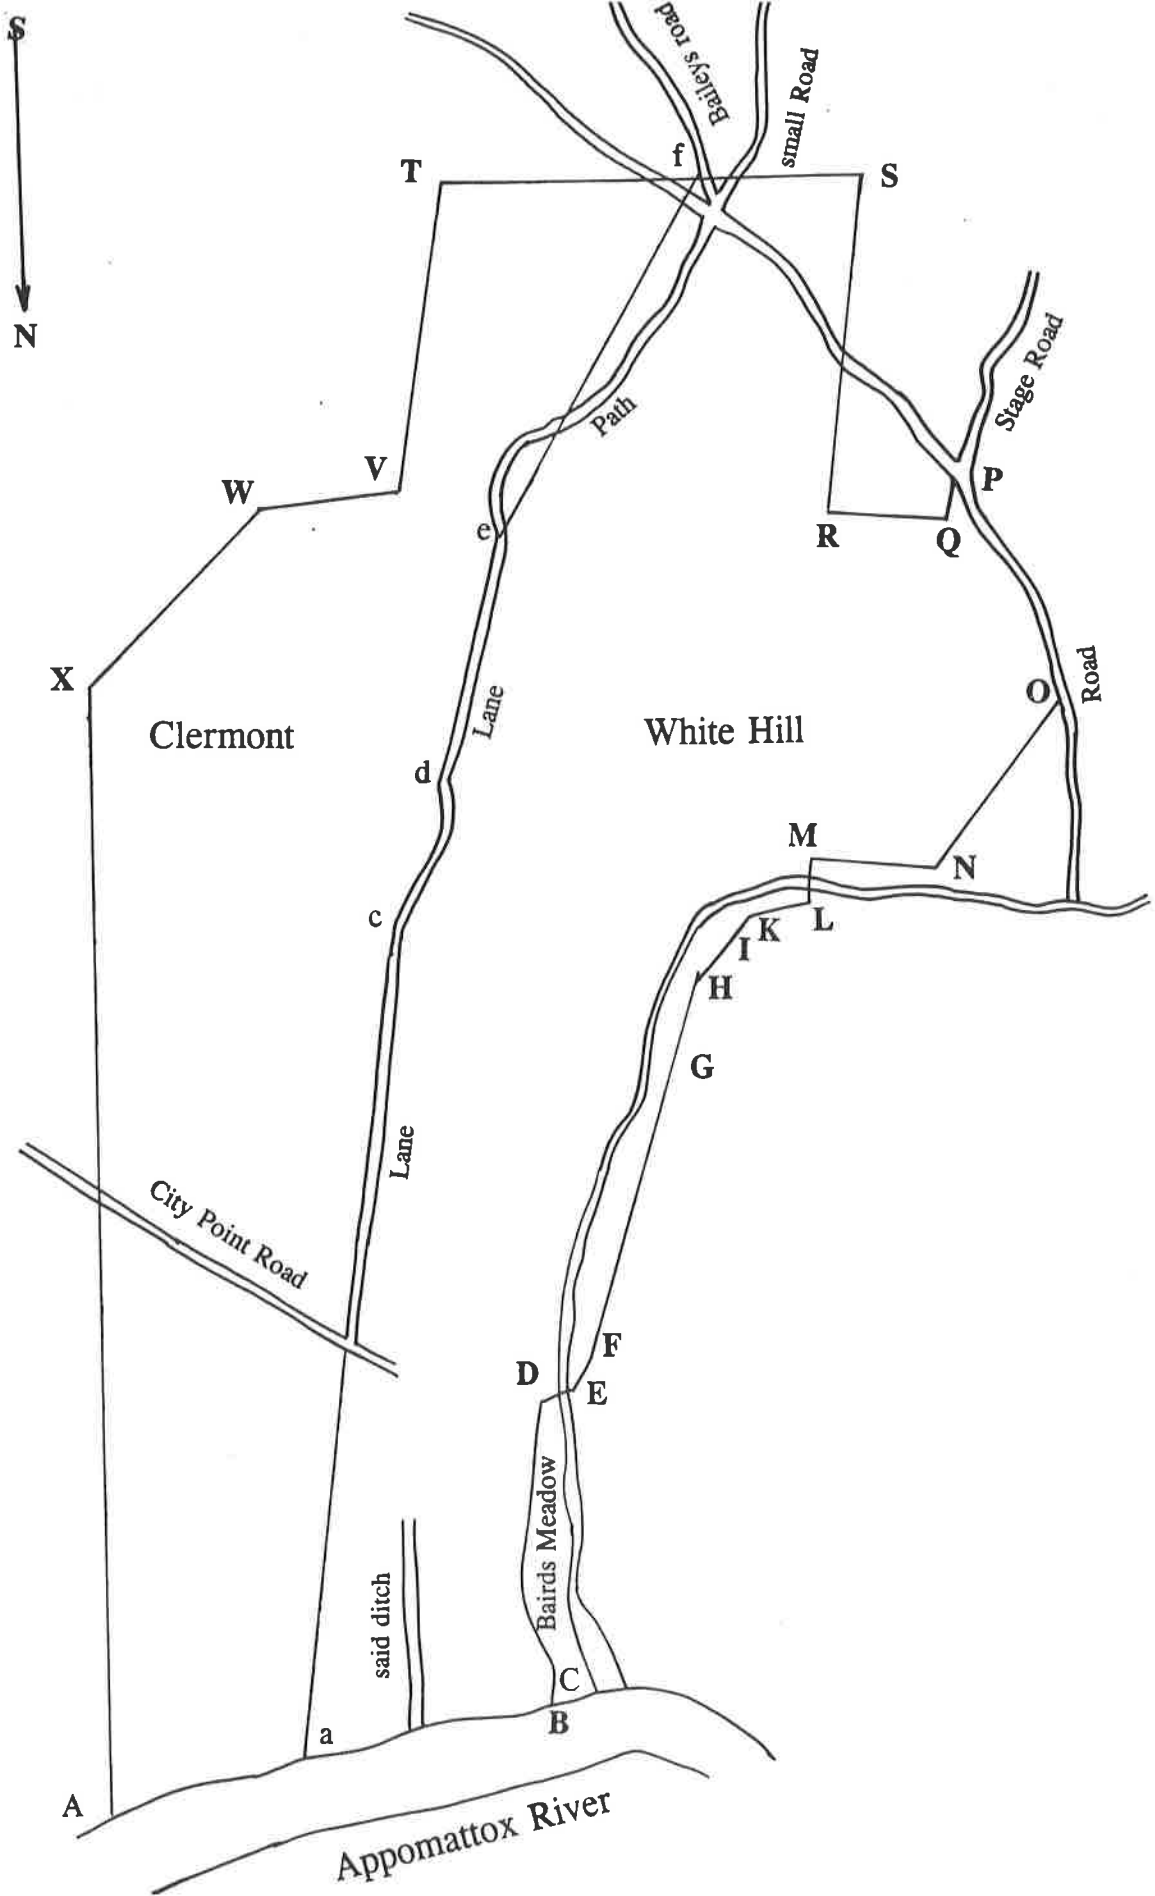 S
N
Baileys road
small Road
f
T
S
Stage Road
Path
V
W
P
e
R
Q
X
O
Road
Lane
Clermont
White Hill
d
M
N
c
K
L
I
H
G
Lane
City Point Road
F
D
E
Bairds Meadow
said ditch
C
B
a
A
Appomattox River